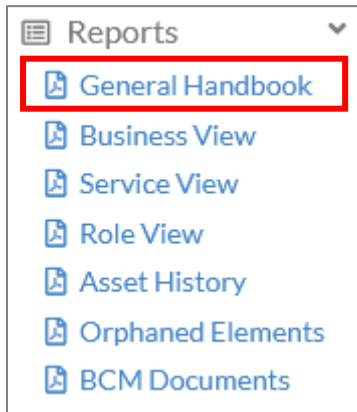 Reports
General Handbook
Business View
Service View
Role View
Asset History
Orphaned Elements
BCM Documents